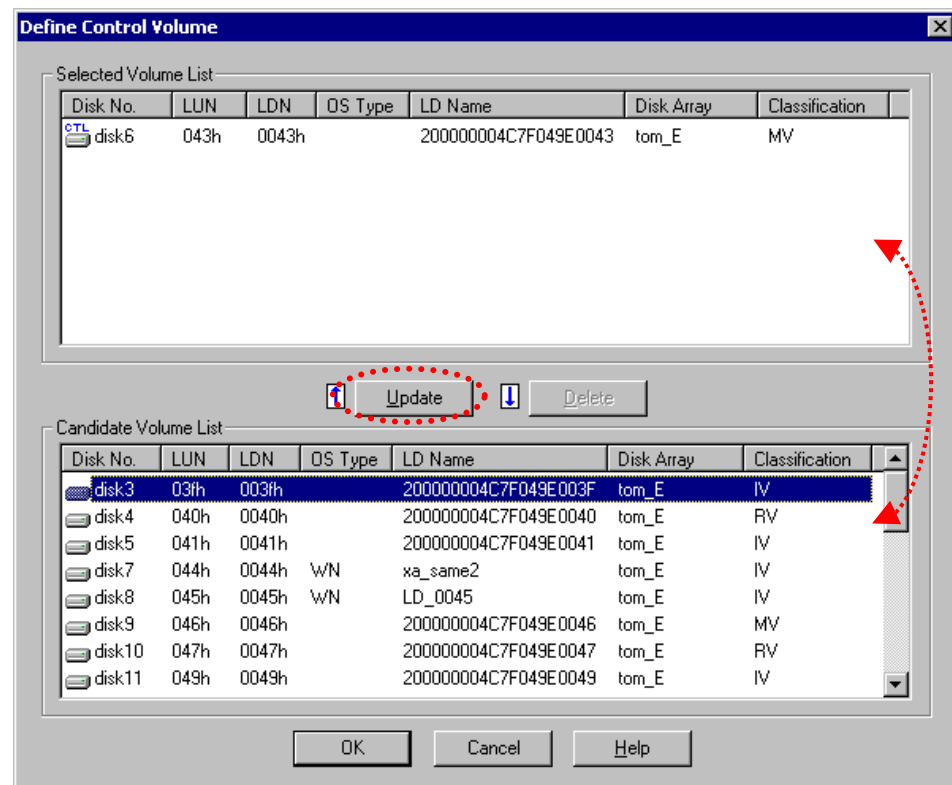 Define Control Volume
Selected Volume List
Disk No. LUN LDN OS Type LD Name Disk Array Classification
CTL disk6 043h 0043h 200000004C7F049E0043 tom_E MV
Update Delete
Candidate Volume List
Disk No. LUN LDN OS Type LD Name Disk Array Classification
disk3 03fh 003fh 200000004C7F049E003F tom_E IV
disk4 040h 0040h 200000004C7F049E0040 tom_E RV
disk5 041h 0041h 200000004C7F049E0041 tom_E IV
disk7 044h 0044h WN xa_same2 tom_E IV
disk8 045h 0045h WN LD_0045 tom_E IV
disk9 046h 0046h 200000004C7F049E0046 tom_E MV
disk10 047h 0047h 200000004C7F049E0047 tom_E RV
disk11 049h 0049h 200000004C7F049E0049 tom_E IV
OK Cancel Help